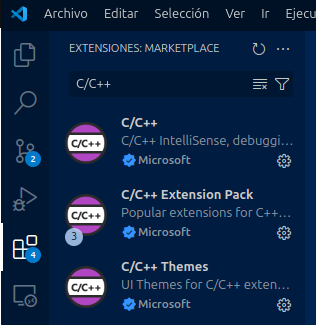 Archivo Editar Selección Ver Ir Ejecu
EXTENSIONES: MARKETPLACE
C/C++
C/C++
C/C++
C/C++ IntelliSense, debuggi...
Microsoft
2
C/C++ Extension Pack
C/C++
Popular extensions for C++...
3
Microsoft
4
C/C++ Themes
C/C++
UI Themes for C/C++ exten...
Microsoft